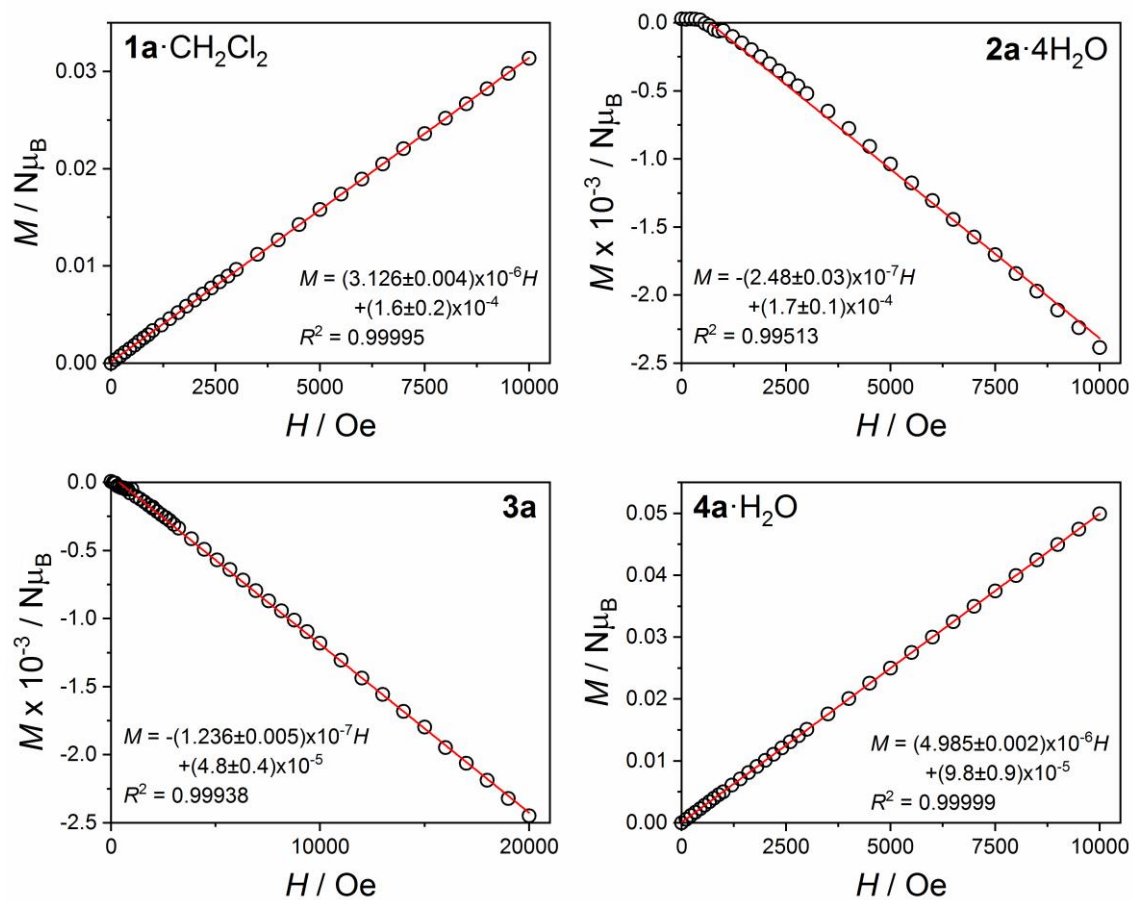 1a·CH₂Cl₂
M / NμB
0.03
0.02
0.01
0.00
M = (3.126±0.004)x10⁻⁶H
+(1.6±0.2)x10⁻⁴
R² = 0.99995
0 2500 5000 7500 10000
H / Oe
2a·4H₂O
M x 10⁻³ / NμB
0.0
-0.5
-1.0
-1.5
-2.0
-2.5
M = -(2.48±0.03)x10⁻⁷H
+(1.7±0.1)x10⁻⁴
R² = 0.99513
0 2500 5000 7500 10000
H / Oe
3a
M x 10⁻³ / NμB
0.0
-0.5
-1.0
-1.5
-2.0
-2.5
M = -(1.236±0.005)x10⁻⁷H
+(4.8±0.4)x10⁻⁵
R² = 0.99938
0 10000 20000
H / Oe
4a·H₂O
M / NμB
0.05
0.04
0.03
0.02
0.01
0.00
M = (4.985±0.002)x10⁻⁶H
+(9.8±0.9)x10⁻⁵
R² = 0.99999
0 2500 5000 7500 10000
H / Oe